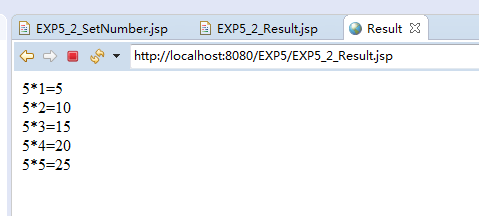 EXP5_2_SetNumber.jsp EXP5_2_Result.jsp Result
http://localhost:8080/EXP5/EXP5_2_Result.jsp
5*1=5
5*2=10
5*3=15
5*4=20
5*5=25